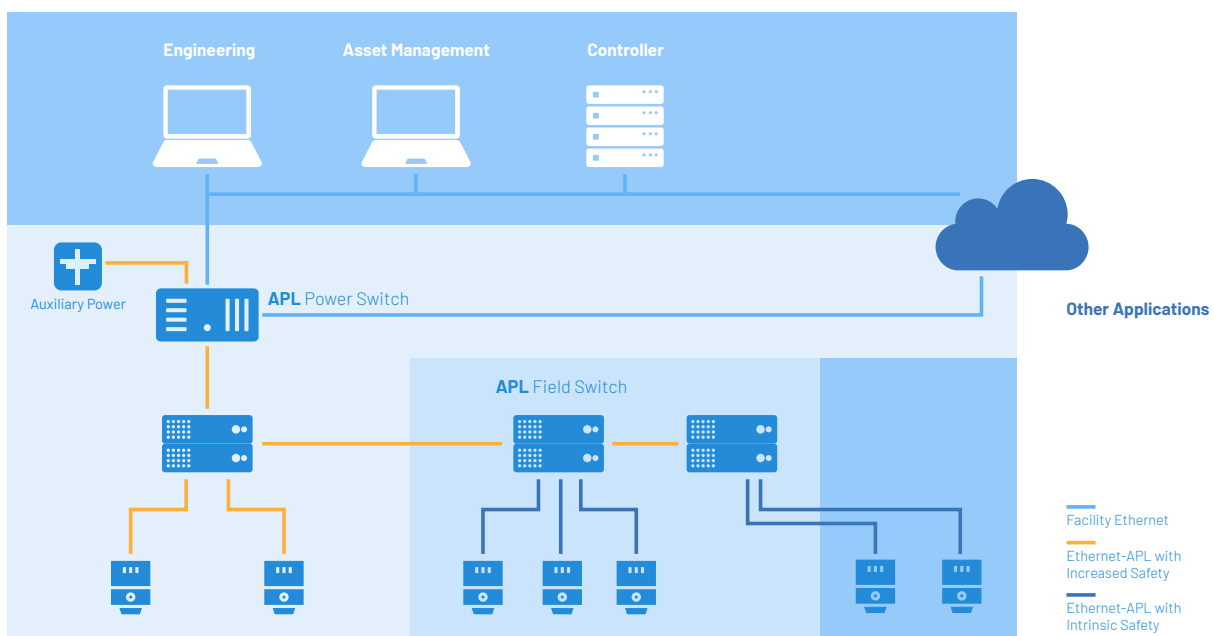 Engineering
Asset Management
Controller
Auxiliary Power
APL Power Switch
Other Applications
APL Field Switch
Facility Ethernet
Ethernet-APL with
Increased Safety
Ethernet-APL with
Intrinsic Safety